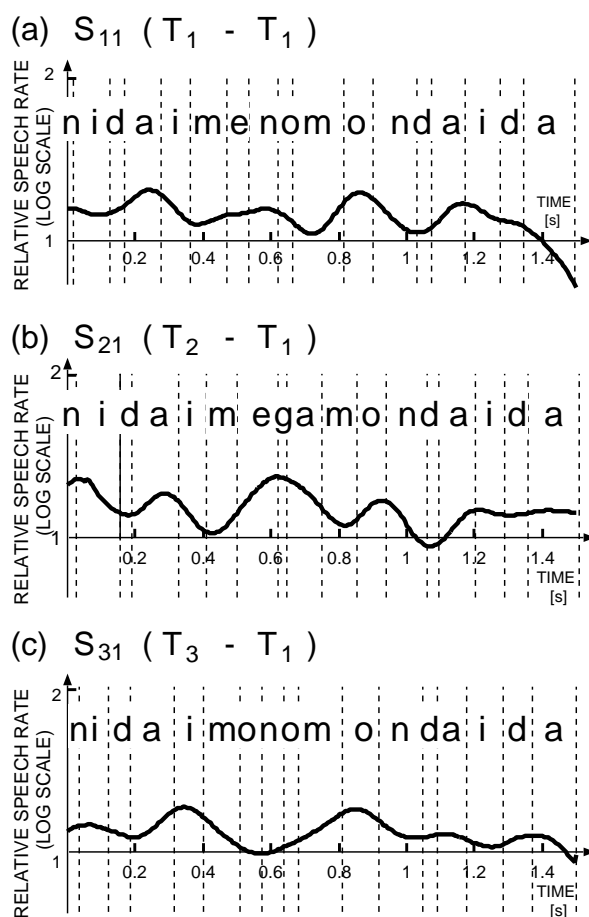 (a) S11 ( T1 - T1 )
RELATIVE SPEECH RATE
(LOG SCALE)
2
n i d a i m e n o m o n d a i d a
TIME
[s]
1
0.2 0.4 0.6 0.8 1 1.2 1.4
(b) S21 ( T2 - T1 )
RELATIVE SPEECH RATE
(LOG SCALE)
2
n i d a i m e g a m o n d a i d a
1
0.2 0.4 0.6 0.8 1 1.2 1.4
TIME
[s]
(c) S31 ( T3 - T1 )
RELATIVE SPEECH RATE
(LOG SCALE)
2
n i d a i m o n o m o n d a i d a
1
0.2 0.4 0.6 0.8 1 1.2 1.4
TIME
[s]